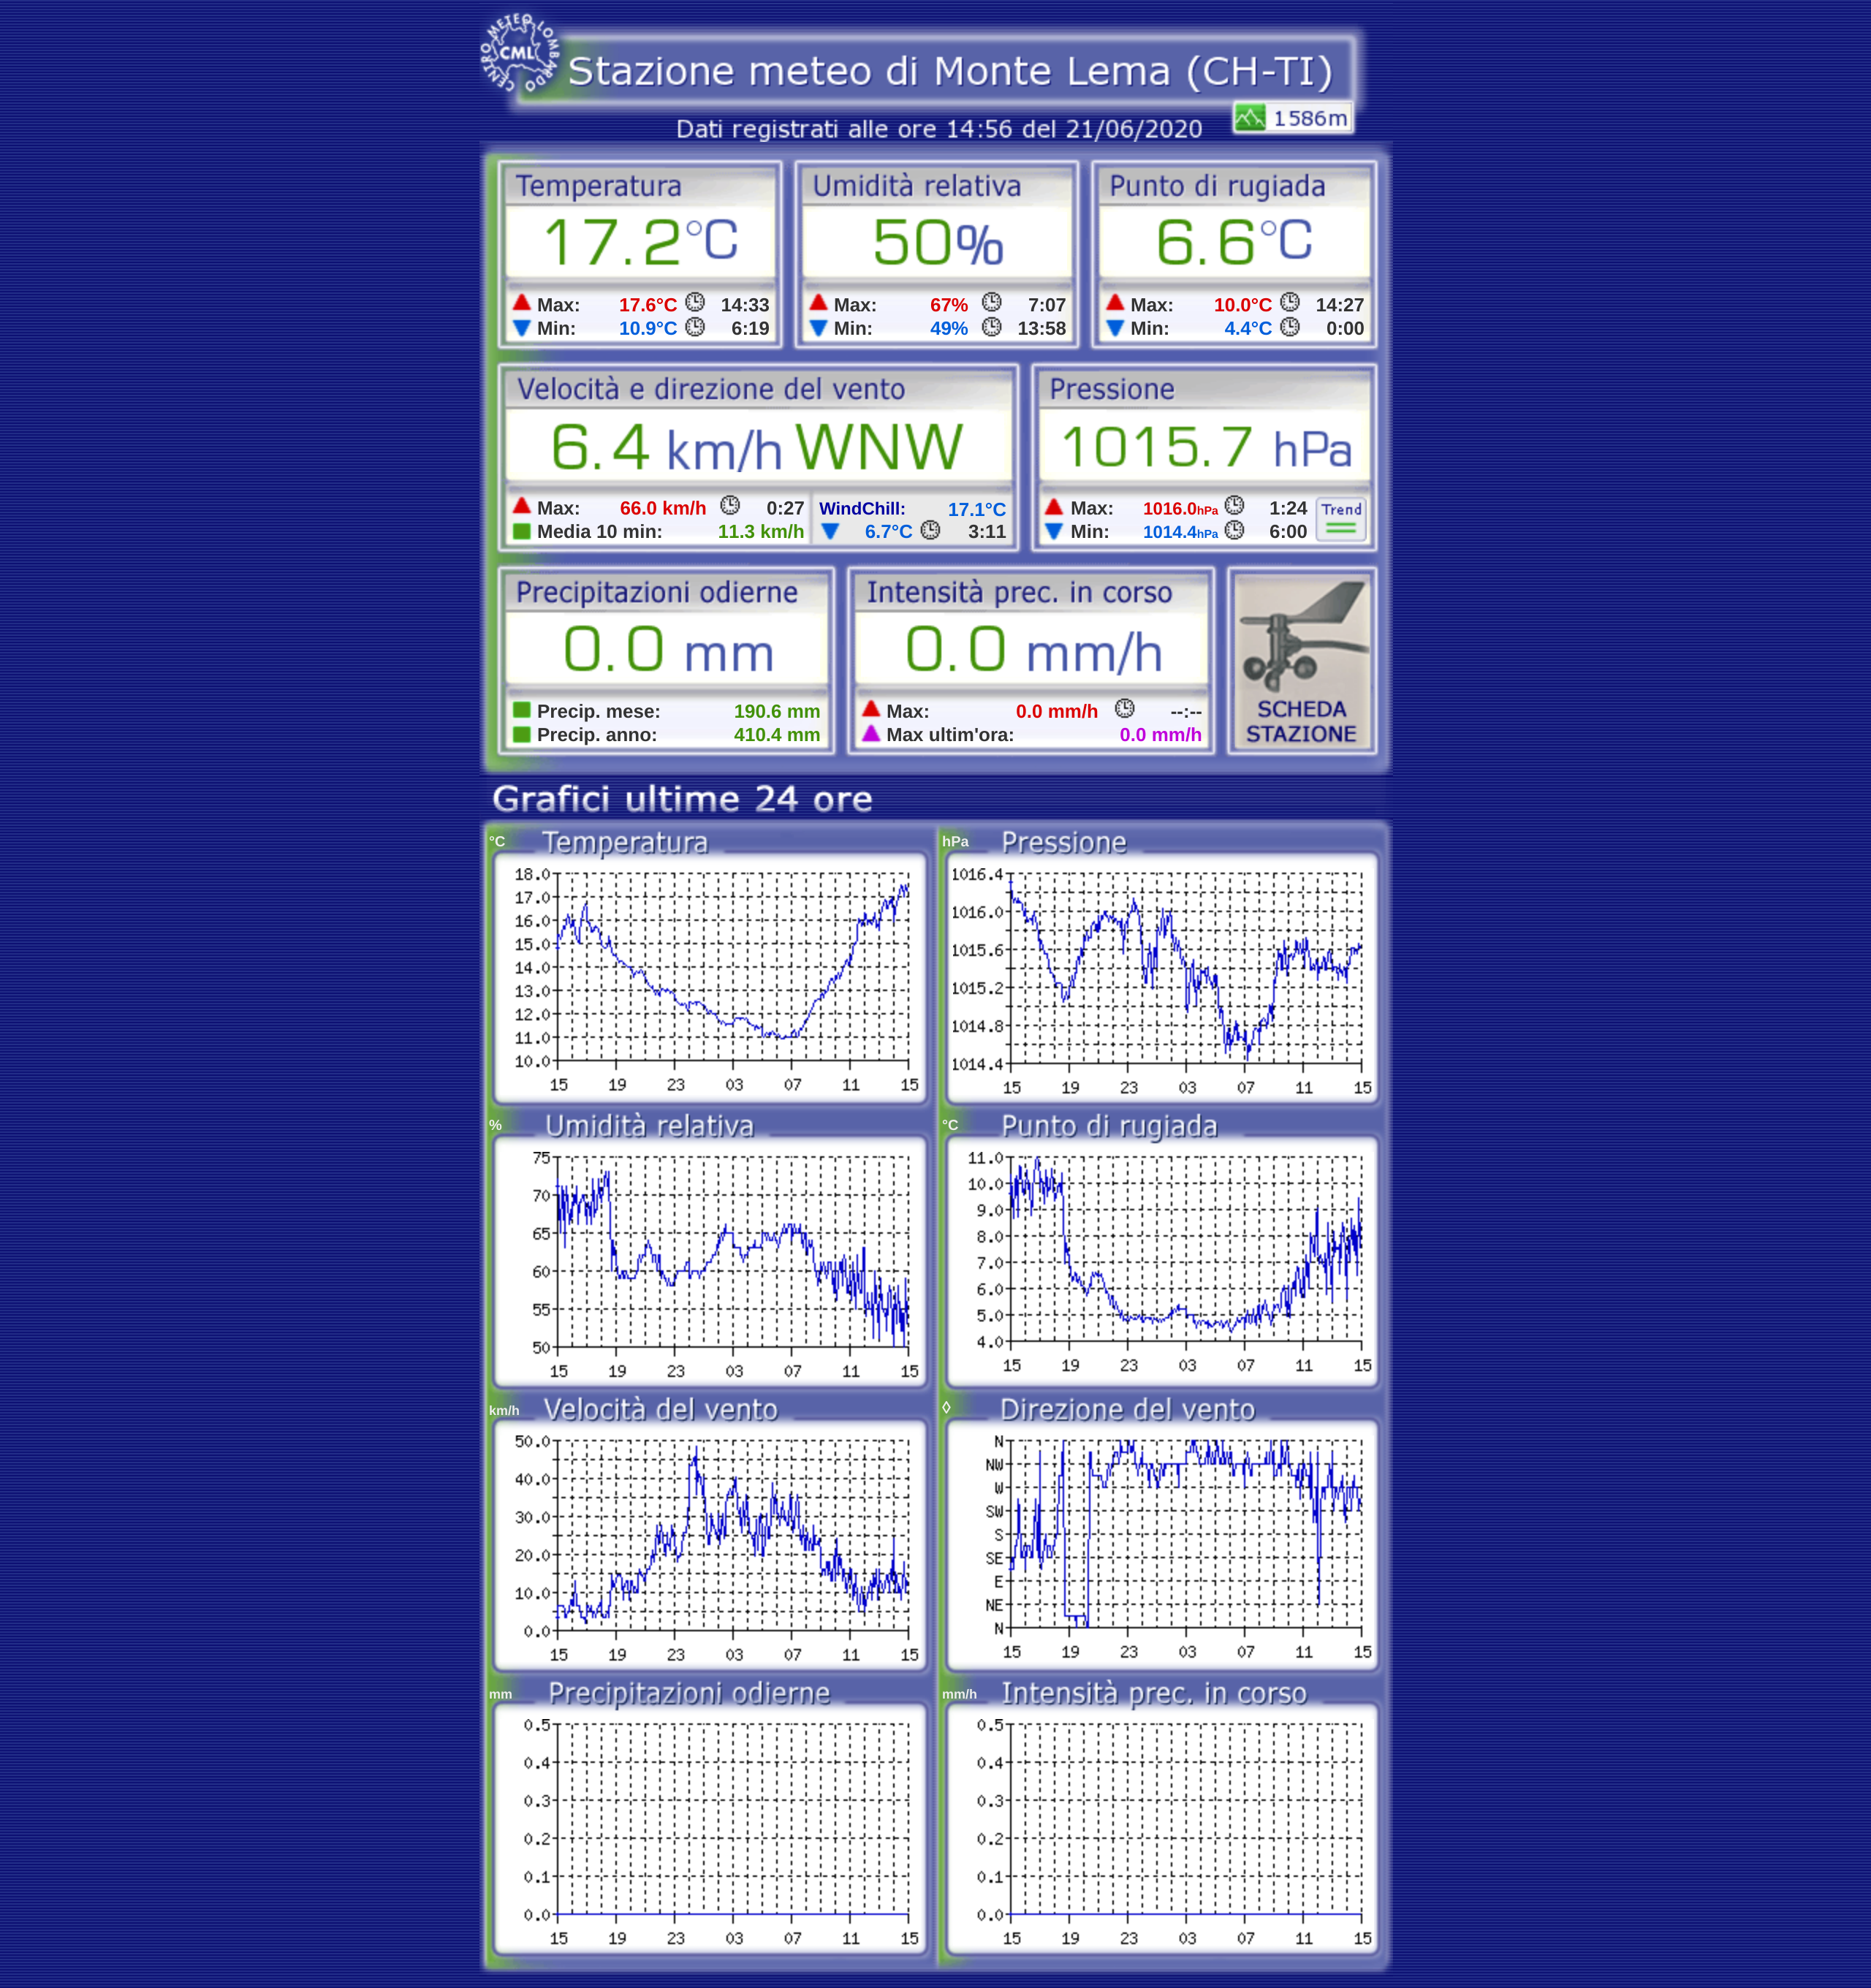 CENTRO METEO LOMBARDO
CML
Stazione meteo di Monte Lema (CH-TI)
1586m
Dati registrati alle ore 14:56 del 21/06/2020
Temperatura
17.2°C
Max: 17.6°C 14:33
Min: 10.9°C 6:19
Umidità relativa
50%
Max: 67% 7:07
Min: 49% 13:58
Punto di rugiada
6.6°C
Max: 10.0°C 14:27
Min: 4.4°C 0:00
Velocità e direzione del vento
6.4 km/h WNW
Max: 66.0 km/h 0:27
Media 10 min: 11.3 km/h
WindChill: 17.1°C
6.7°C 3:11
Pressione
1015.7 hPa
Max: 1016.0hPa 1:24
Min: 1014.4hPa 6:00
Trend
Precipitazioni odierne
0.0 mm
Precip. mese: 190.6 mm
Precip. anno: 410.4 mm
Intensità prec. in corso
0.0 mm/h
Max: 0.0 mm/h --:--
Max ultim'ora: 0.0 mm/h
SCHEDA
STAZIONE
Grafici ultime 24 ore
°C Temperatura
18.0
17.0
16.0
15.0
14.0
13.0
12.0
11.0
10.0
15 19 23 03 07 11 15
hPa Pressione
1016.4
1016.0
1015.6
1015.2
1014.8
1014.4
15 19 23 03 07 11 15
% Umidità relativa
75
70
65
60
55
50
15 19 23 03 07 11 15
°C Punto di rugiada
11.0
10.0
9.0
8.0
7.0
6.0
5.0
4.0
15 19 23 03 07 11 15
km/h Velocità del vento
50.0
40.0
30.0
20.0
10.0
0.0
15 19 23 03 07 11 15
◊ Direzione del vento
N
NW
W
SW
S
SE
E
NE
N
15 19 23 03 07 11 15
mm Precipitazioni odierne
0.5
0.4
0.3
0.2
0.1
0.0
15 19 23 03 07 11 15
mm/h Intensità prec. in corso
0.5
0.4
0.3
0.2
0.1
0.0
15 19 23 03 07 11 15